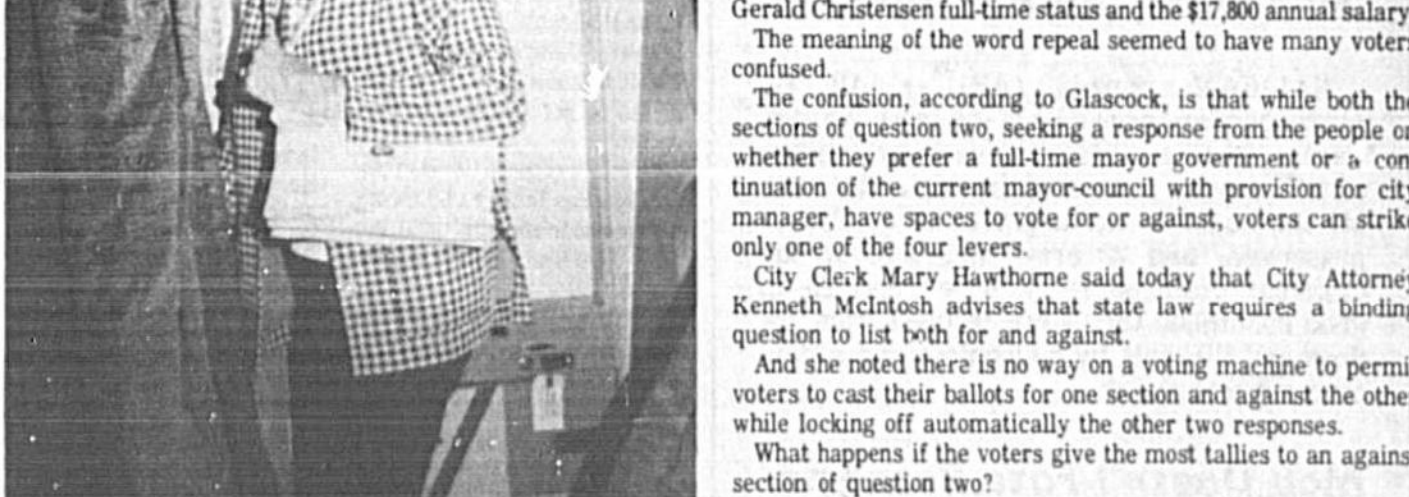 Gerald Christensen full-time status and the $17,800 annual salary
The meaning of the word repeal seemed to have many voters
confused.
The confusion, according to Glascock, is that while both the
sections of question two, seeking a response from the people on
whether they prefer a full-time mayor government or a con
tinuation of the current mayor-council with provision for city
manager, have spaces to vote for or against, voters can strike
only one of the four levers.
City Clerk Mary Hawthorne said today that City Attorney
Kenneth McIntosh advises that state law requires a binding
question to list both for and against.
And she noted there is no way on a voting machine to permi
voters to cast their ballots for one section and against the other
while locking off automatically the other two responses.
What happens if the voters give the most tallies to an agains
section of question two?